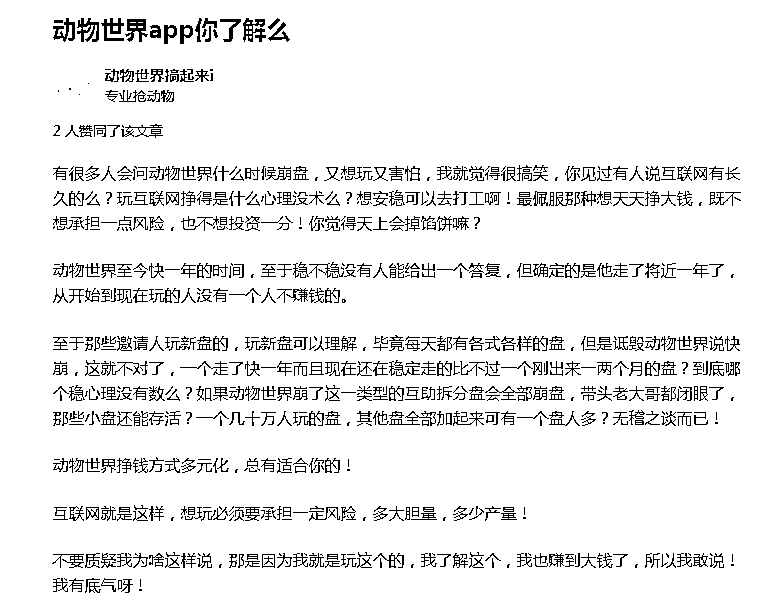 动物世界app你了解么
动物世界搞起来i
专业抢动物
2 人赞同了该文章
有很多人会问动物世界什么时候崩盘，又想玩又害怕，我就觉得很搞笑，你见过有人说互联网有长
久的么？玩互联网挣得是什么心理没术么？想安稳可以去打工啊！最佩服那种想天天挣大钱，既不
想承担一点风险，也不想投资一分！你觉得天上会掉馅饼嘛？
动物世界至今快一年的时间，至于稳不稳没有人能给出一个答复，但确定的是他走了将近一年了，
从开始到现在玩的人没有一个人不赚钱的。
至于那些邀请人玩新盘的，玩新盘可以理解，毕竟每天都有各式各样的盘，但是诋毁动物世界说快
崩，这就不对了，一个走了快一年而且现在还在稳定走的比不过一个刚出来一两个月的盘？到底哪
个稳心理没有数么？如果动物世界崩了这一类型的互助拆分盘会全部崩盘，带头老大哥都闭眼了，
那些小盘还能存活？一个几十万人玩的盘，其他盘全部加起来可有一个盘人多？无稽之谈而已！
动物世界挣钱方式多元化，总有适合你的！
互联网就是这样，想玩必须要承担一定风险，多大胆量，多少产量！
不要质疑我为啥这样说，那是因为我就是玩这个的，我了解这个，我也赚到大钱了，所以我敢说！
我有底气呀！